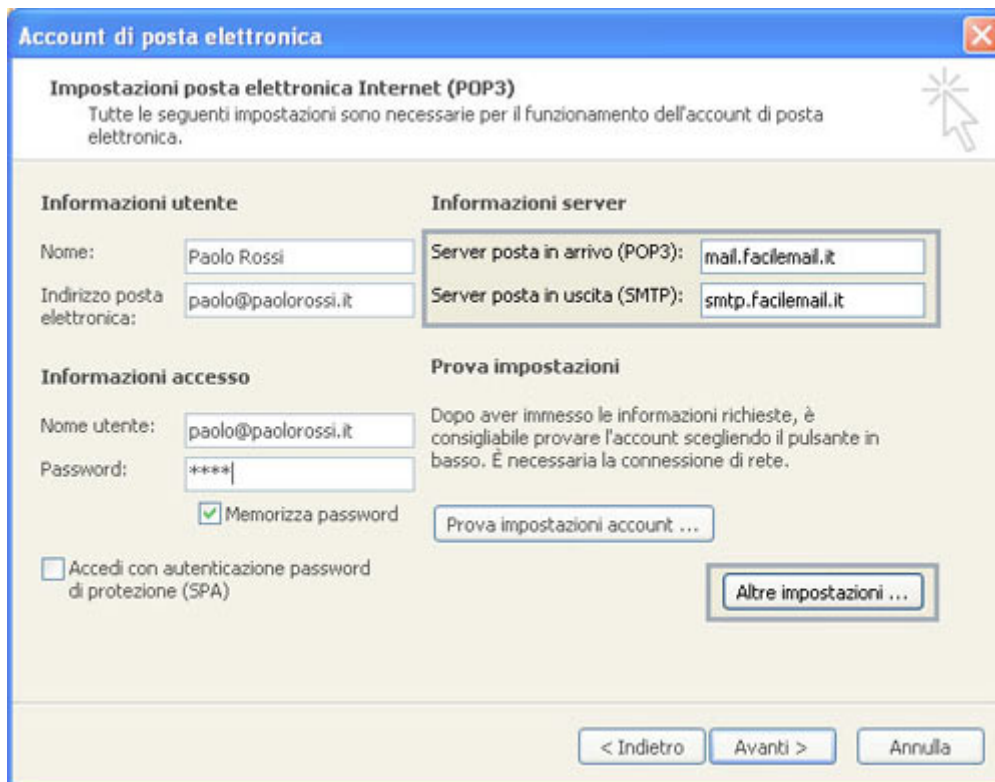 Account di posta elettronica
Impostazioni posta elettronica Internet (POP3)
Tutte le seguenti impostazioni sono necessarie per il funzionamento dell'account di posta
elettronica.
Informazioni utente
Nome: Paolo Rossi
Indirizzo posta
elettronica: paolo@paolorossi.it
Informazioni server
Server posta in arrivo (POP3): mail.facilemail.it
Server posta in uscita (SMTP): smtp.facilemail.it
Informazioni accesso
Nome utente: paolo@paolorossi.it
Password: ****
Memorizza password
Accedi con autenticazione password
di protezione (SPA)
Prova impostazioni
Dopo aver immesso le informazioni richieste, è
consigliabile provare l'account scegliendo il pulsante in
basso. È necessaria la connessione di rete.
Prova impostazioni account ...
Altre impostazioni ...
< Indietro
Avanti >
Annulla